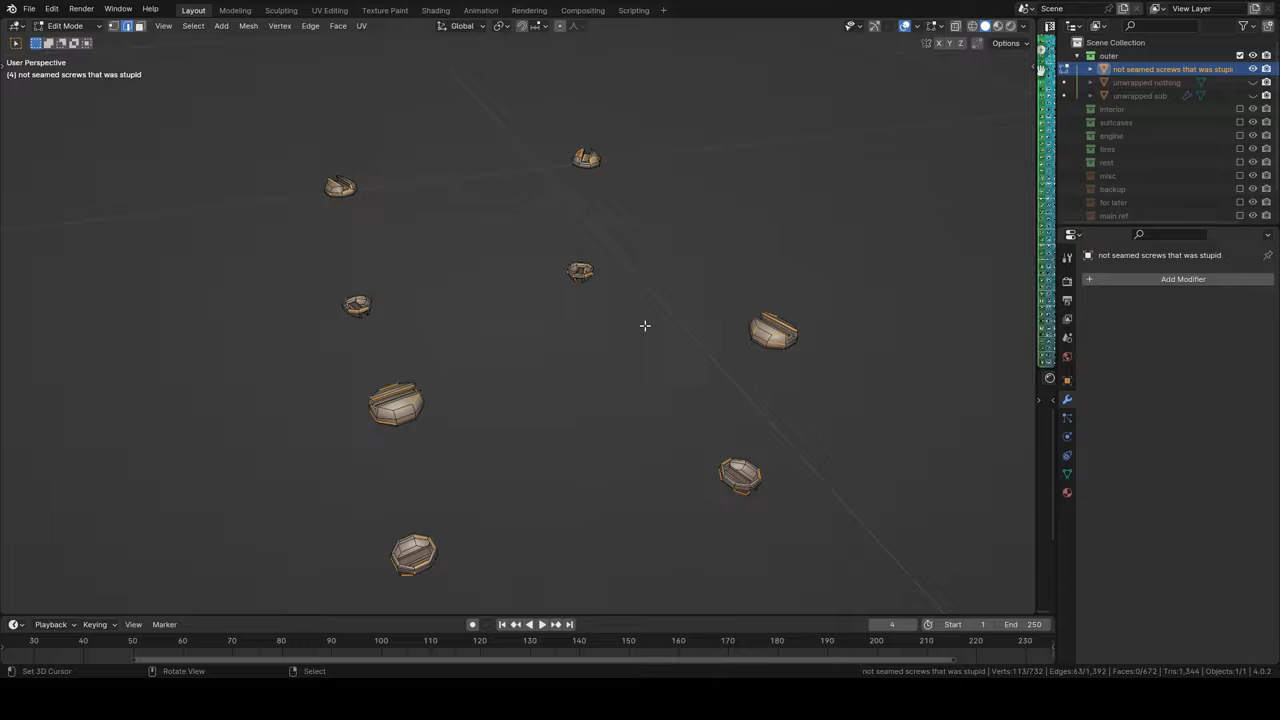 File Edit Render Window Help Layout Modeling Sculpting UV Editing Texture Paint Shading Animation Rendering Compositing Scripting + Scene View Layer
Edit Mode View Select Add Mesh Vertex Edge Face UV Global
X Y Z Options
User Perspective
(4) not seamed screws that was stupid
Scene Collection
outer
not seamed screws that was stupi
unwrapped nothing
unwrapped sub
interior
suitcases
engine
tires
rest
misc
backup
for later
main ref
not seamed screws that was stupid
+ Add Modifier
Playback Keying View Marker 4 Start 1 End 250
30 40 50 60 70 80 90 100 110 120 130 140 150 160 170 180 190 200 210 220 230
Set 3D Cursor Rotate View Select not seamed screws that was stupid | Verts:113/732 | Edges:63/1,392 | Faces:0/672 | Tris:1,344 | Objects:1/1 | 4.0.2